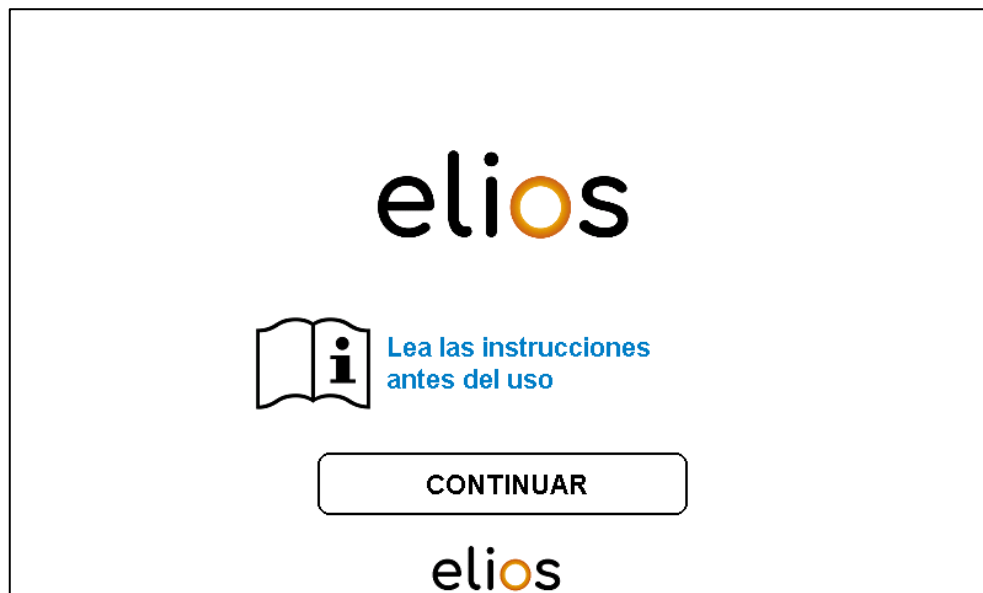 elios
Lea las instrucciones
antes del uso
CONTINUAR
elios